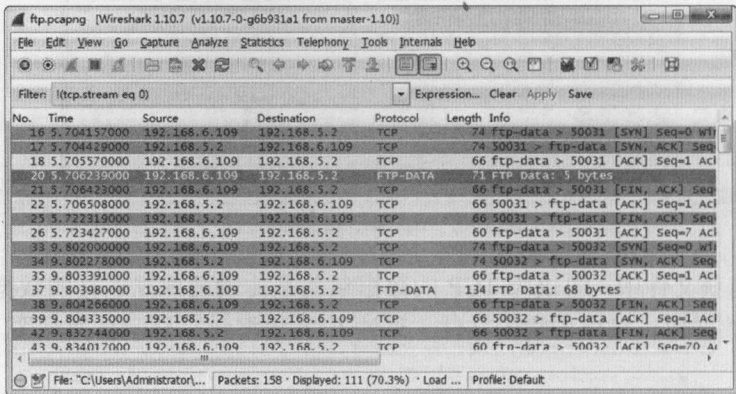 ftp.pcapng [Wireshark 1.10.7 (v1.10.7-0-g6b931a1 from master-1.10)]
File Edit View Go Capture Analyze Statistics Telephony Tools Internals Help
Filter: !(tcp.stream eq 0) Expression... Clear Apply Save
No. Time Source Destination Protocol Length Info
16 5.704157000 192.168.6.109 192.168.5.2 TCP 74 ftp-data > 50031 [SYN] Seq=0 Wi
17 5.704429000 192.168.5.2 192.168.6.109 TCP 74 50031 > ftp-data [SYN, ACK] Seq
18 5.705570000 192.168.6.109 192.168.5.2 TCP 66 ftp-data > 50031 [ACK] Seq=1 Ack
20 5.706239000 192.168.6.109 192.168.5.2 FTP-DATA 71 FTP Data: 5 bytes
21 5.706423000 192.168.6.109 192.168.5.2 TCP 66 ftp-data > 50031 [FIN, ACK] Seq
22 5.706508000 192.168.5.2 192.168.6.109 TCP 66 50031 > ftp-data [ACK] Seq=1 Ack
25 5.722319000 192.168.5.2 192.168.6.109 TCP 66 50031 > ftp-data [FIN, ACK] Seq
26 5.723427000 192.168.6.109 192.168.5.2 TCP 60 ftp-data > 50031 [ACK] Seq=7 Ac
33 9.802000000 192.168.6.109 192.168.5.2 TCP 74 ftp-data > 50032 [SYN] Seq=0 Wi
34 9.802278000 192.168.5.2 192.168.6.109 TCP 74 50032 > ftp-data [SYN, ACK] Seq
35 9.803391000 192.168.6.109 192.168.5.2 TCP 66 ftp-data > 50032 [ACK] Seq=1 Ack
37 9.803980000 192.168.6.109 192.168.5.2 FTP-DATA 134 FTP Data: 68 bytes
38 9.804266000 192.168.6.109 192.168.5.2 TCP 66 ftp-data > 50032 [FIN, ACK] Seq
39 9.804335000 192.168.5.2 192.168.6.109 TCP 66 50032 > ftp-data [ACK] Seq=1 Ack
42 9.832744000 192.168.5.2 192.168.6.109 TCP 66 50032 > ftp-data [FIN, ACK] Seq
43 9.834017000 192.168.6.109 192.168.5.2 TCP 60 ftp-data > 50032 [ACK] Seq=70 A
File: "C:\Users\Administrator\... Packets: 158 · Displayed: 111 (70.3%) · Load ... Profile: Default